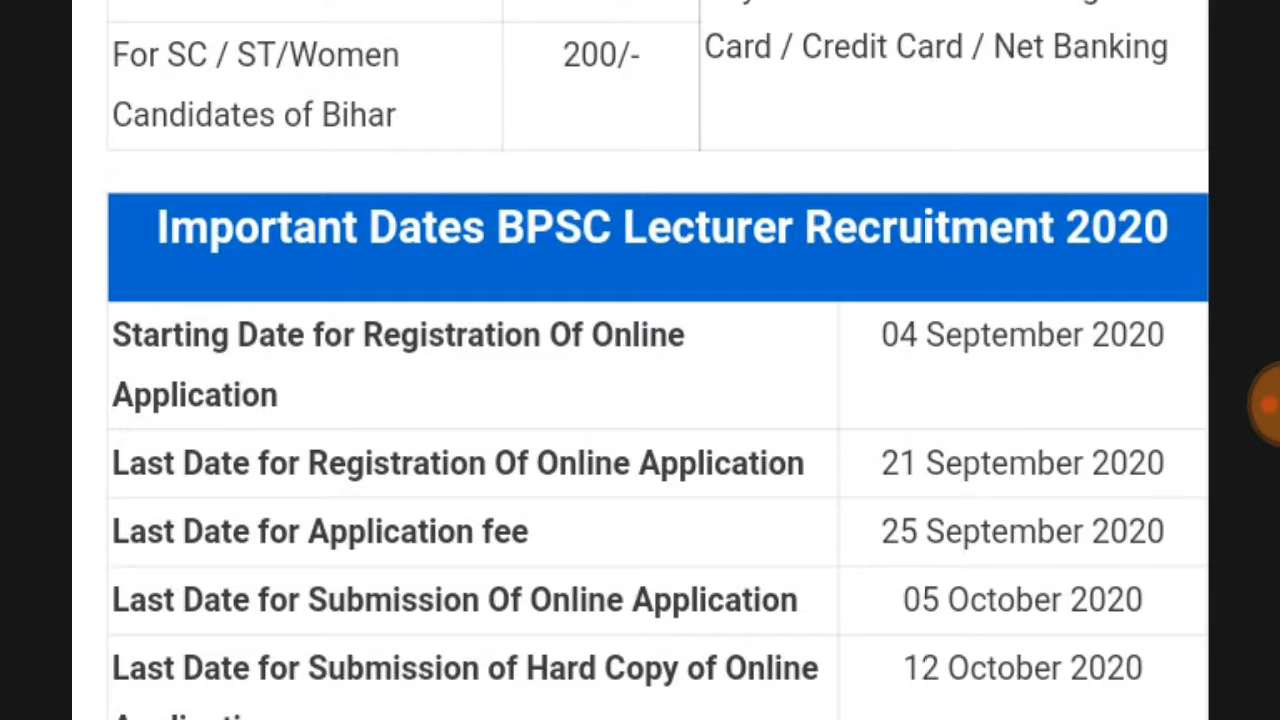 For SC / ST/Women
Candidates of Bihar
200/-
Card / Credit Card / Net Banking
Important Dates BPSC Lecturer Recruitment 2020
Starting Date for Registration Of Online
Application
04 September 2020
Last Date for Registration Of Online Application
21 September 2020
Last Date for Application fee
25 September 2020
Last Date for Submission Of Online Application
05 October 2020
Last Date for Submission of Hard Copy of Online
12 October 2020